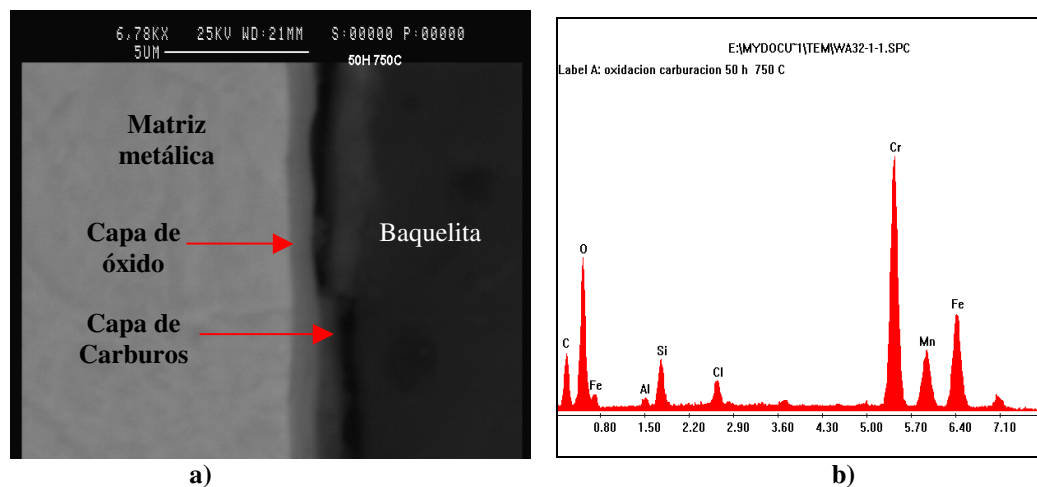 6,78KX 25KV WD:21MM S:00000 P:00000
5UM
50H 750C
Matriz
metálica
Capa de
óxido
Capa de
Carburos
Baquelita
a)
E:\MYDOCU~1\TEM\WA32-1-1.SPC
Label A: oxidacion carburacion 50 h 750 C
C
O
Fe
Al
Si
Cl
Cr
Mn
Fe
0.80 1.50 2.20 2.90 3.60 4.30 5.00 5.70 6.40 7.10
b)